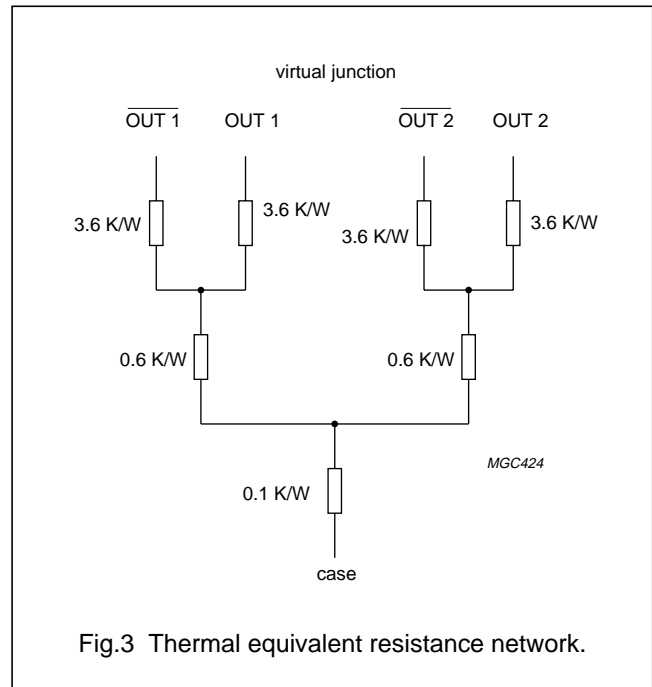 virtual junction
OUT 1 OUT 1 OUT 2 OUT 2
3.6 K/W 3.6 K/W 3.6 K/W 3.6 K/W
0.6 K/W 0.6 K/W
MGC424
0.1 K/W
case
Fig.3 Thermal equivalent resistance network.